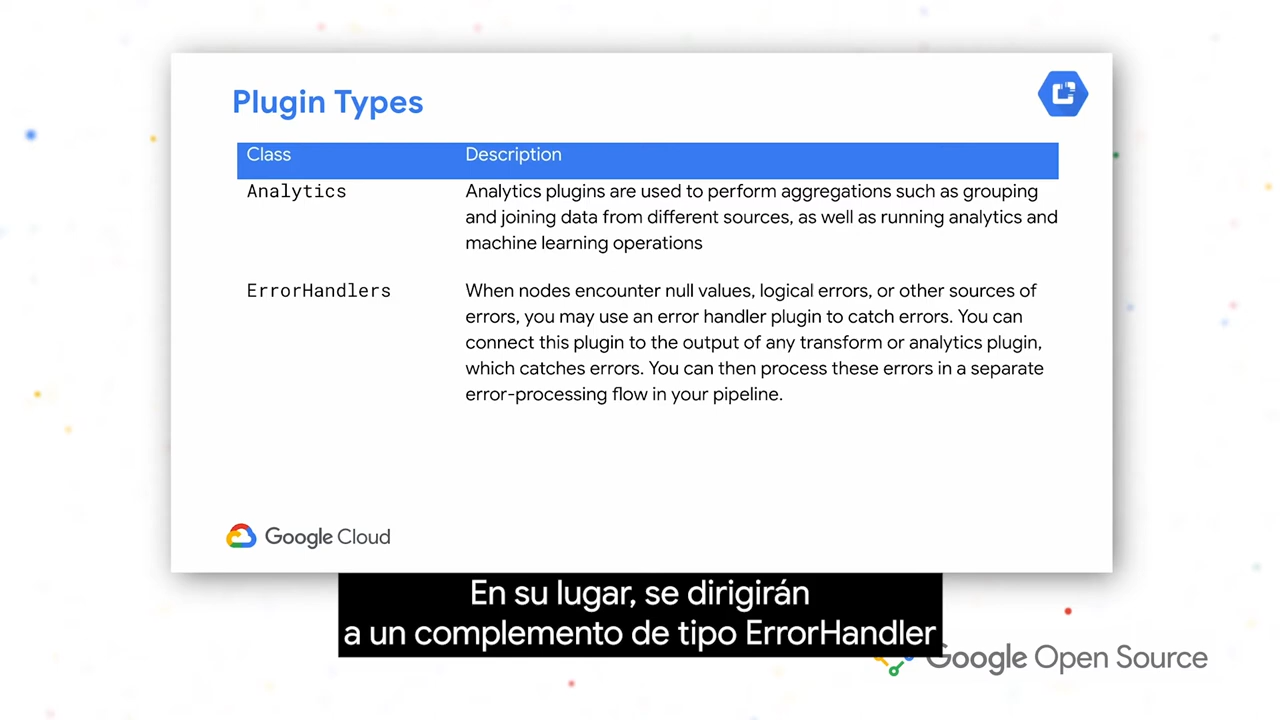 Plugin Types
Class
Description
Analytics
Analytics plugins are used to perform aggregations such as grouping
and joining data from different sources, as well as running analytics and
machine learning operations
ErrorHandlers
When nodes encounter null values, logical errors, or other sources of
errors, you may use an error handler plugin to catch errors. You can
connect this plugin to the output of any transform or analytics plugin,
which catches errors. You can then process these errors in a separate
error-processing flow in your pipeline.
Google Cloud
En su lugar, se dirigirán
a un complemento de tipo ErrorHandler
Google Open Source